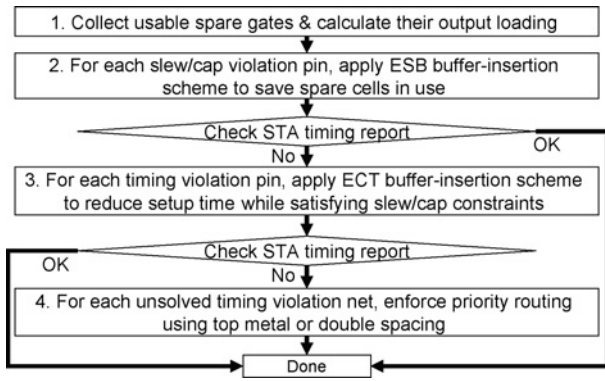 1. Collect usable spare gates & calculate their output loading
2. For each slew/cap violation pin, apply ESB buffer-insertion
scheme to save spare cells in use
Check STA timing report
OK
No
3. For each timing violation pin, apply ECT buffer-insertion scheme
to reduce setup time while satisfying slew/cap constraints
Check STA timing report
OK
No
4. For each unsolved timing violation net, enforce priority routing
using top metal or double spacing
Done